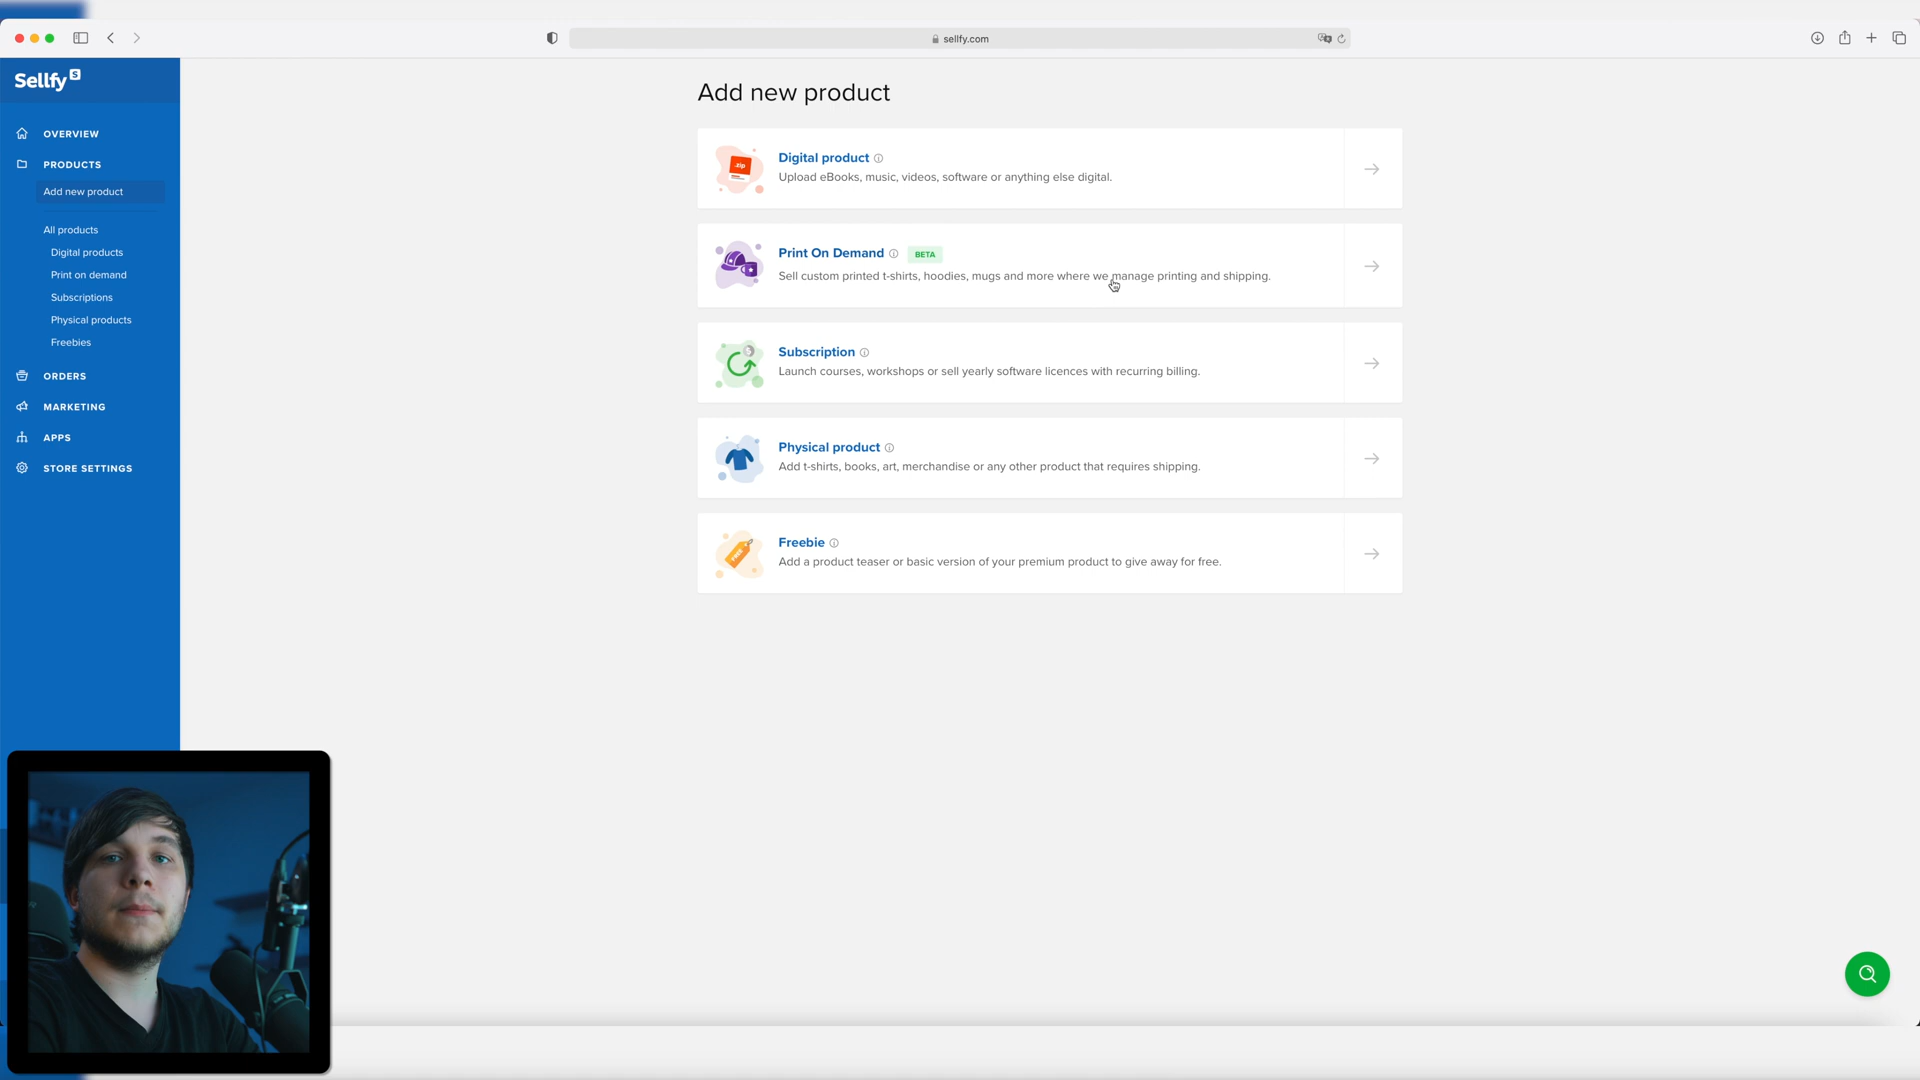 sellfy.com
Sellfy S
OVERVIEW
PRODUCTS
Add new product
All products
Digital products
Print on demand
Subscriptions
Physical products
Freebies
ORDERS
MARKETING
APPS
STORE SETTINGS
Add new product
.zip
Digital product
Upload eBooks, music, videos, software or anything else digital.
Print On Demand BETA
Sell custom printed t-shirts, hoodies, mugs and more where we manage printing and shipping.
Subscription
Launch courses, workshops or sell yearly software licences with recurring billing.
Physical product
Add t-shirts, books, art, merchandise or any other product that requires shipping.
FREE
Freebie
Add a product teaser or basic version of your premium product to give away for free.